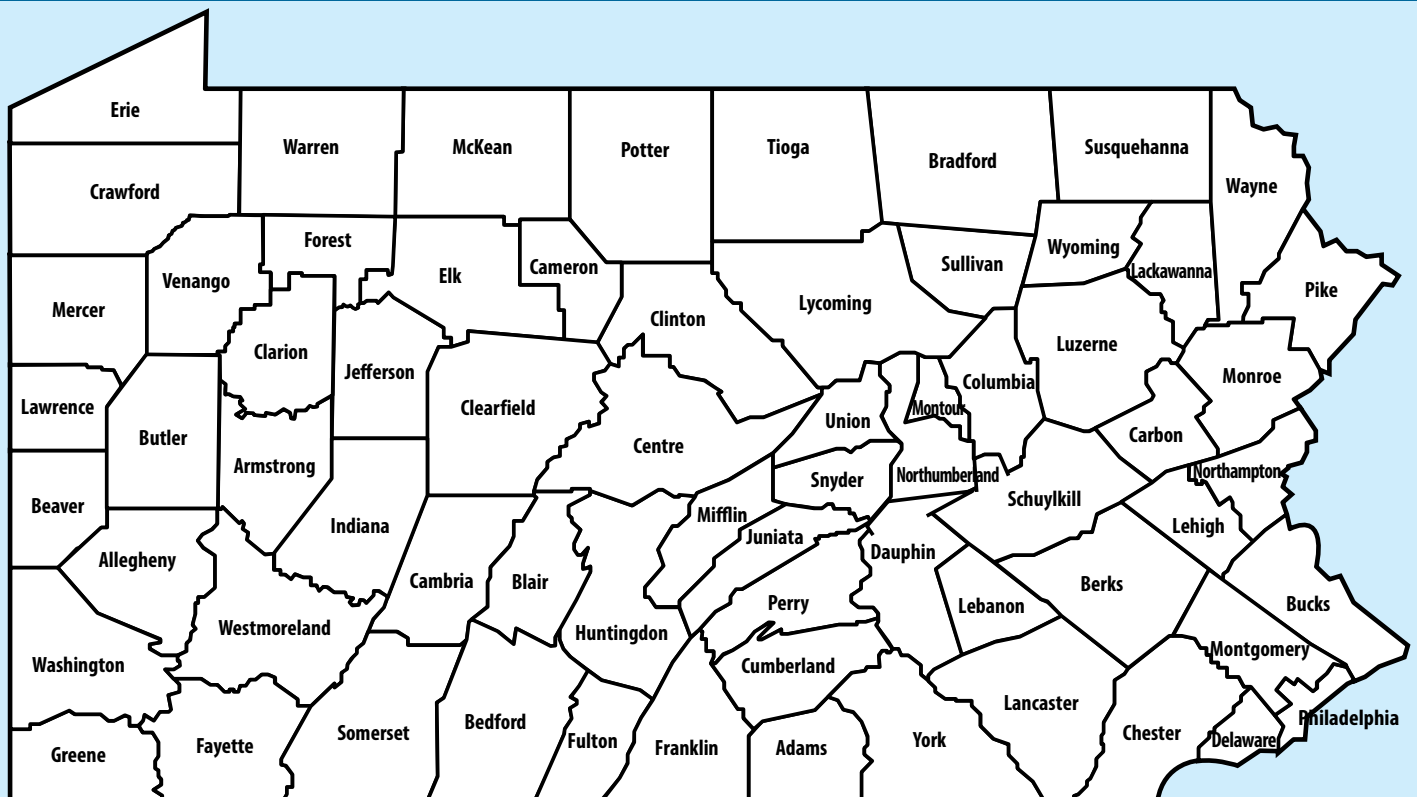 Erie
Warren
McKean
Potter
Tioga
Bradford
Susquehanna
Wayne
Crawford
Forest
Venango
Elk
Cameron
Sullivan
Wyoming
Lackawanna
Pike
Mercer
Clarion
Clinton
Lycoming
Luzerne
Jefferson
Monroe
Lawrence
Clearfield
Columbia
Montour
Union
Butler
Centre
Carbon
Armstrong
Snyder
Northumberland
Northampton
Beaver
Indiana
Mifflin
Schuylkill
Lehigh
Juniata
Allegheny
Dauphin
Cambria
Blair
Berks
Perry
Lebanon
Bucks
Westmoreland
Huntingdon
Washington
Cumberland
Montgomery
Lancaster
Somerset
Bedford
Philadelphia
Greene
Fayette
Fulton
Franklin
Adams
York
Chester
Delaware